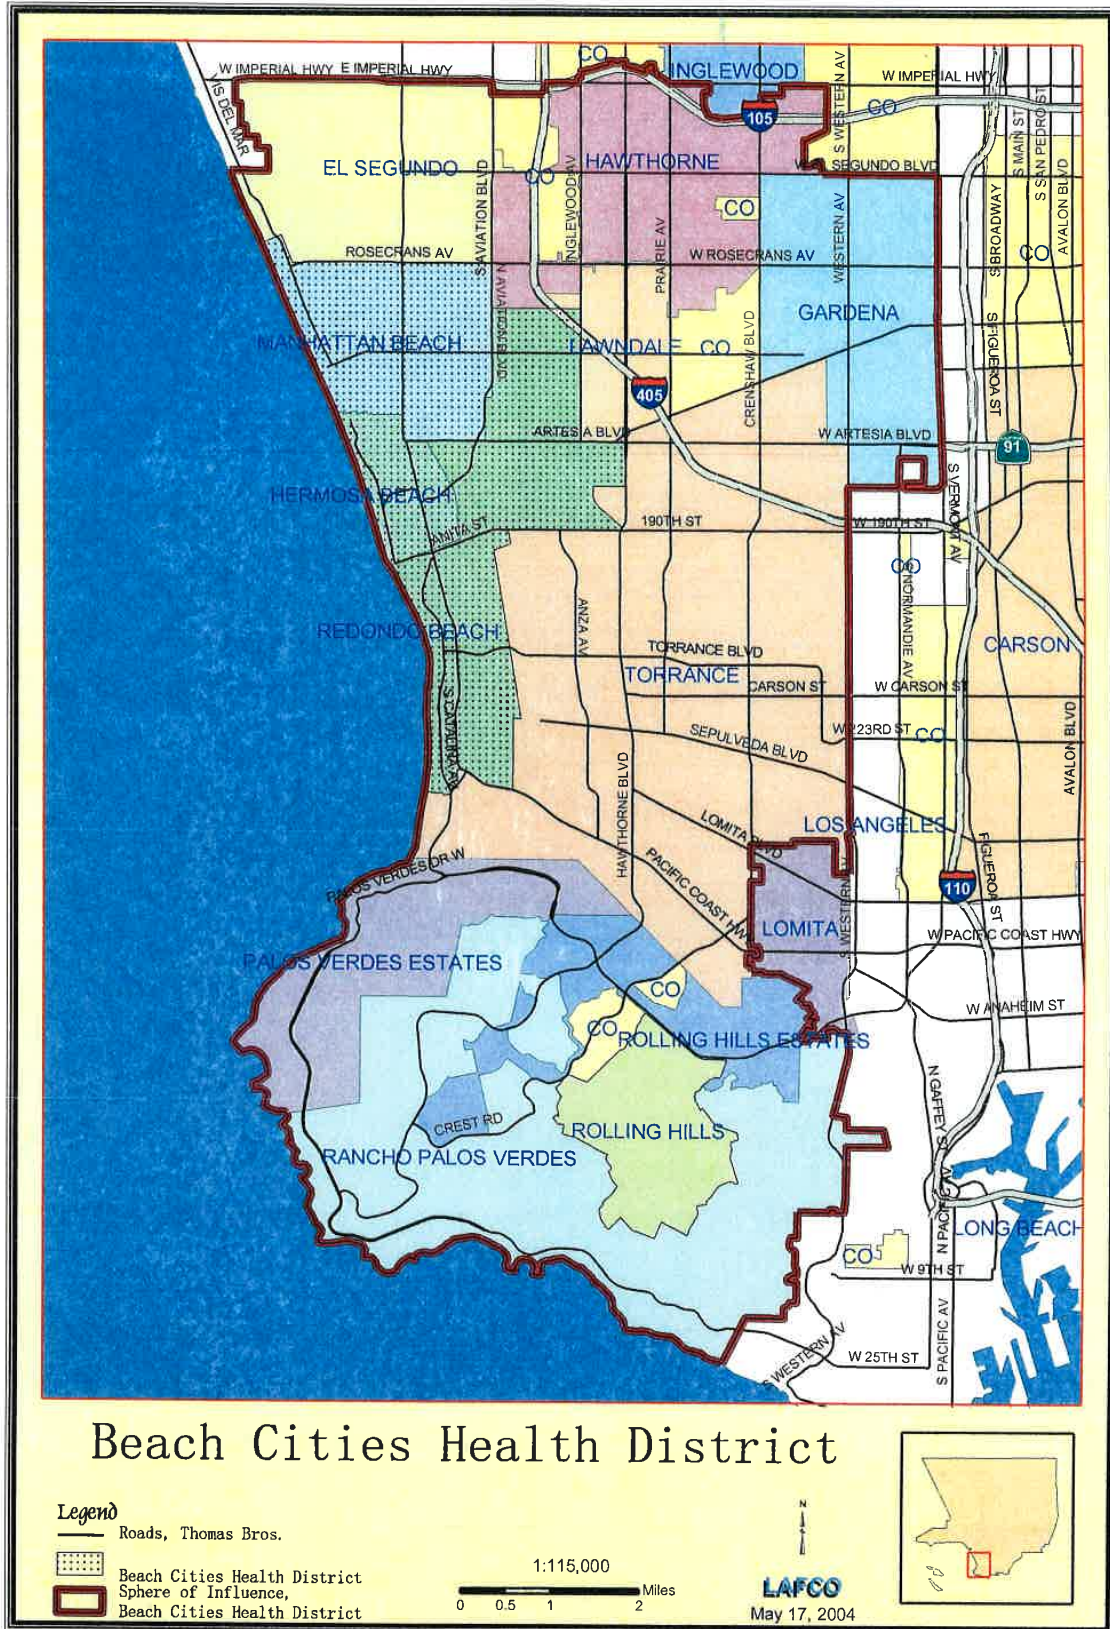 CO
INGLEWOOD
W IMPERIAL HWY
E IMPERIAL HWY
S WESTERN AV
W IMPERIAL HWY
VIS DEL MAR
105
CO
S MAIN ST
S SAN PEDRO ST
EL SEGUNDO
HAWTHORNE
SEGUNDO BLVD
AVALON BLVD
S AVIATION BLVD
CO
INGLEWOOD AV
CO
WESTERN AV
S BROADWAY
ROSECRANS AV
PRAIRIE AV
W ROSECRANS AV
CO
N AVIATION BLVD
GARDENA
MANHATTAN BEACH
LAWNDALE
CO
CRENSHAW BLVD
S FIGUEROA ST
405
ARTESIA BLVD
W ARTESIA BLVD
91
HERMOSA BEACH
S VERMONT AV
ANITA ST
190TH ST
W 190TH ST
CO
NORMANDIE AV
REDONDO BEACH
ANZA AV
TORRANCE BLVD
CARSON
TORRANCE
CARSON ST
W CARSON ST
S CATALINA AV
SEPULVEDA BLVD
W 223RD ST
CO
AVALON BLVD
HAWTHORNE BLVD
LOMITA BLVD
LOS ANGELES
PALOS VERDES DR W
PACIFIC COAST HWY
S WESTERN AV
110
FIGUEROA ST
LOMITA
W PACIFIC COAST HWY
PALOS VERDES ESTATES
CO
W ANAHEIM ST
CO
ROLLING HILLS ESTATES
N GAFFEY ST
CREST RD
ROLLING HILLS
RANCHO PALOS VERDES
LONG BEACH
CO
W 9TH ST
S WESTERN AV
W 25TH ST
S PACIFIC AV
Beach Cities Health District
Legend
Roads, Thomas Bros.
Beach Cities Health District
Sphere of Influence,
Beach Cities Health District
1:115,000
Miles
0 0.5 1 2
N
LAFCO
May 17, 2004